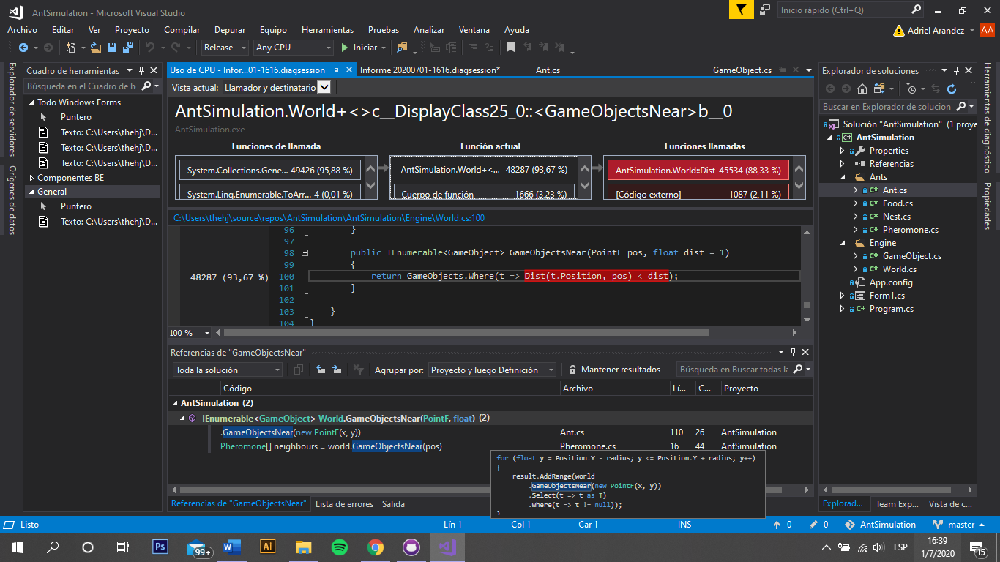 AntSimulation - Microsoft Visual Studio
Inicio rápido (Ctrl+Q)
Archivo Editar Ver Proyecto Compilar Depurar Equipo Herramientas Pruebas Analizar Ventana Ayuda
Adriel Arandez AA
Release Any CPU Iniciar
Explorador de servidores
Orígenes de datos
Cuadro de herramientas
Búsqueda en el Cuadro de h
Todo Windows Forms
Puntero
Texto: C:\Users\thehj\D...
Texto: C:\Users\thehj\D...
Texto: C:\Users\thehj\D...
Componentes BE
General
Puntero
Texto: C:\Users\thehj\D...
Uso de CPU - Infor...01-1616.diagsession Informe 20200701-1616.diagsession* Ant.cs GameObject.cs
Vista actual: Llamador y destinatario
AntSimulation.World+<>c__DisplayClass25_0::<GameObjectsNear>b__0
AntSimulation.exe
Funciones de llamada Función actual Funciones llamadas
System.Collections.Gene... 49426 (95,88 %) AntSimulation.World+<... 48287 (93,67 %) AntSimulation.World::Dist 45534 (88,33 %)
System.Linq.Enumerable.ToArr... 4 (0,01 %) Cuerpo de función 1666 (3,23 %) [Código externo] 1087 (2,11 %)
C:\Users\thehj\source\repos\AntSimulation\AntSimulation\Engine\World.cs:100
96 }
97
98 public IEnumerable<GameObject> GameObjectsNear(PointF pos, float dist = 1)
99 {
48287 (93,67 %) 100 return GameObjects.Where(t => Dist(t.Position, pos) < dist);
101 }
102
103 }
104 }
100 %
Referencias de "GameObjectsNear"
Toda la solución Agrupar por: Proyecto y luego Definición Mantener resultados Búsqueda en Buscar todas la
Código Archivo Lí... C... Proyecto
AntSimulation (2)
IEnumerable<GameObject> World.GameObjectsNear(PointF, float) (2)
.GameObjectsNear(new PointF(x, y)) Ant.cs 110 26 AntSimulation
Pheromone[] neighbours = world.GameObjectsNear(pos) Pheromone.cs 16 44 AntSimulation
for (float y = Position.Y - radius; y <= Position.Y + radius; y++)
{
result.AddRange(world
.GameObjectsNear(new PointF(x, y))
.Select(t => t as T)
.Where(t => t != null));
}
Referencias de "GameObjectsNear" Lista de errores Salida
Explorador de soluciones
Buscar en Explorador de solucion
Solución "AntSimulation" (1 proye
AntSimulation
Properties
Referencias
Ants
Ant.cs
Food.cs
Nest.cs
Pheromone.cs
Engine
GameObject.cs
World.cs
App.config
Form1.cs
Program.cs
Explorad... Team Exp... Vista de c...
Herramientas de diagnóstico
Propiedades
Listo Lín 1 Col 1 Car 1 INS 0 0 AntSimulation master
Ps 99+ W Ai ESP 16:39
1/7/2020 15